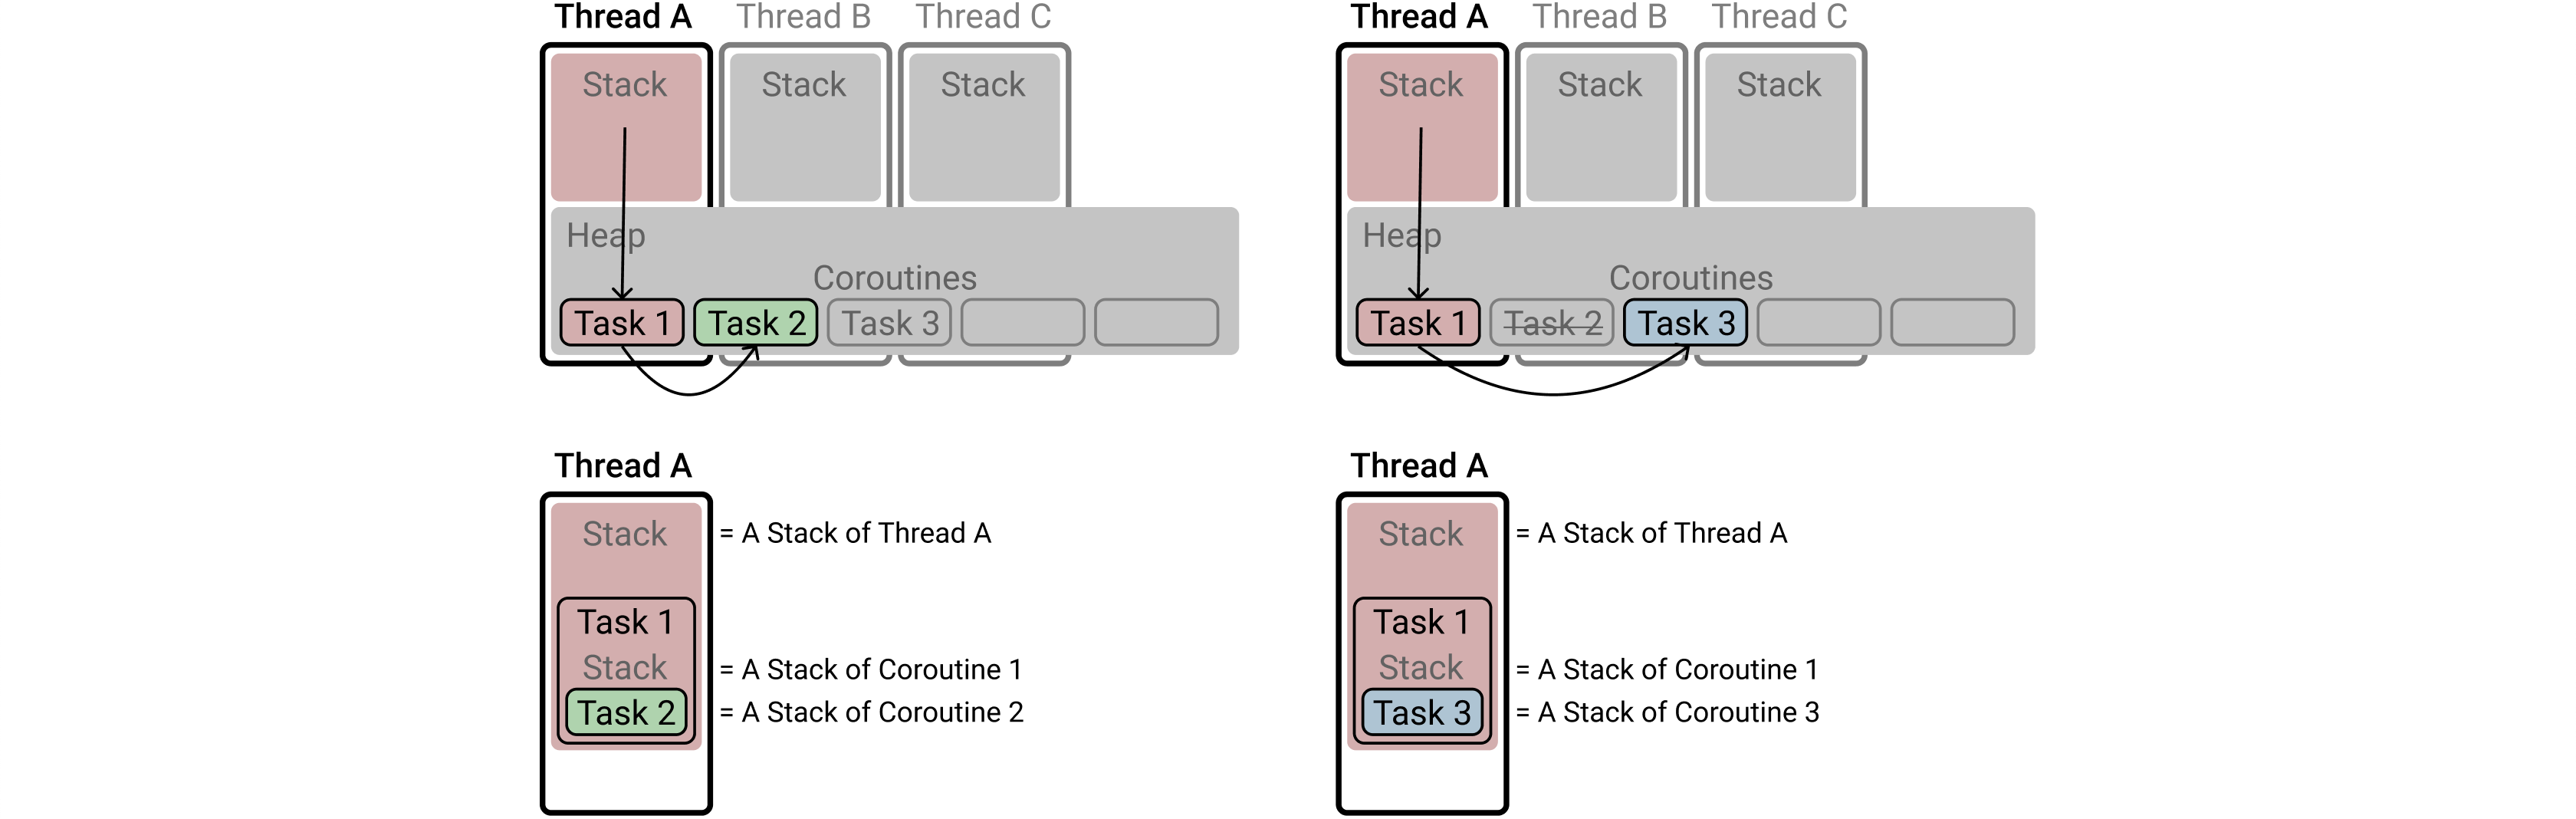 Thread A Thread B Thread C
Stack Stack Stack
Heap
Coroutines
Task 1 Task 2 Task 3
Thread A
Stack = A Stack of Thread A
Task 1
Stack = A Stack of Coroutine 1
Task 2 = A Stack of Coroutine 2
Thread A Thread B Thread C
Stack Stack Stack
Heap
Coroutines
Task 1 Task 2 Task 3
Thread A
Stack = A Stack of Thread A
Task 1
Stack = A Stack of Coroutine 1
Task 3 = A Stack of Coroutine 3